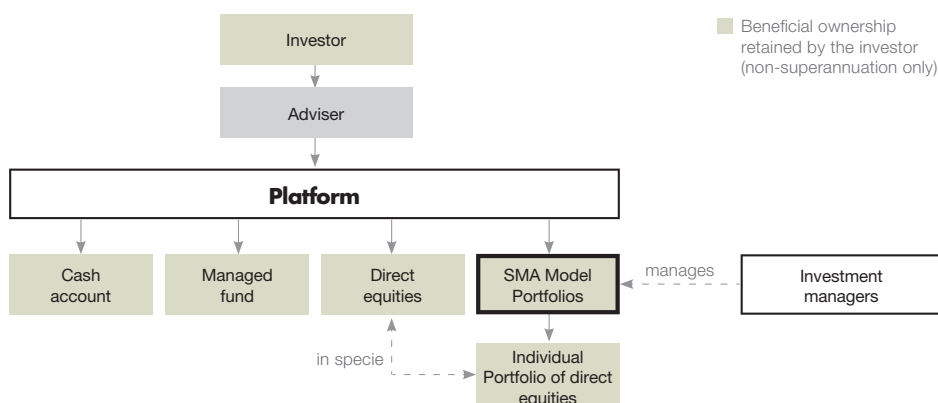 Investor
Beneficial ownership
retained by the investor
(non-superannuation only)
Adviser
Platform
Cash
account
Managed
fund
Direct
equities
SMA Model
Portfolios
manages
Investment
managers
in specie
Individual
Portfolio of direct
equities